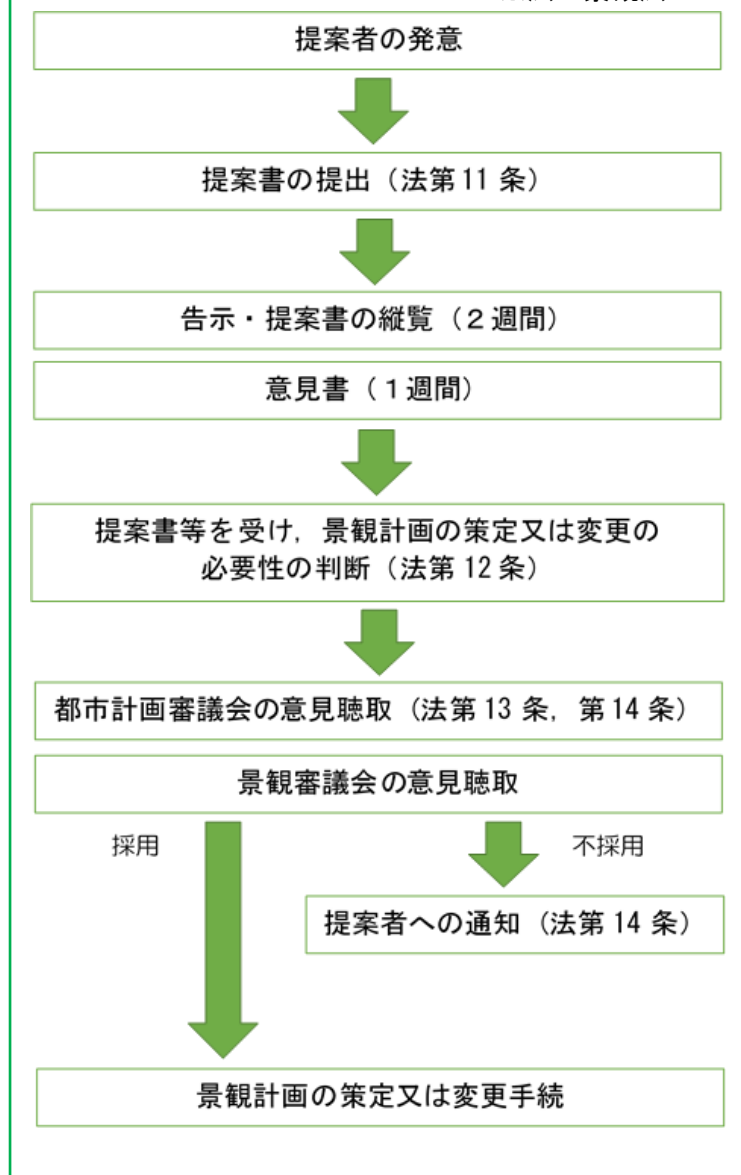 提案者の発意
提案書の提出（法第11 条）
告示・提案書の縦覧（２週間）
意見書（１週間）
提案書等を受け，景観計画の策定又は変更の
必要性の判断（法第 12 条）
都市計画審議会の意見聴取（法第 13 条，第 14 条）
景観審議会の意見聴取
採用
不採用
提案者への通知（法第 14 条）
景観計画の策定又は変更手続